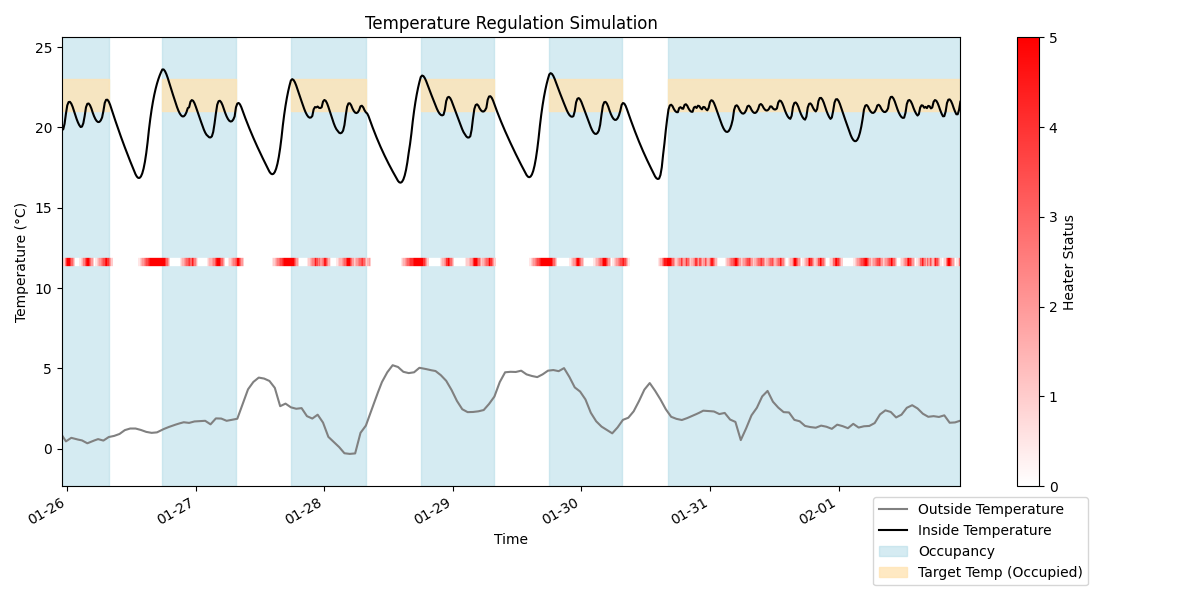 Temperature Regulation Simulation
Temperature (°C)
25
20
15
10
5
0
01-26
01-27
01-28
01-29
01-30
01-31
02-01
Time
5
4
3
2
1
0
Heater Status
Outside Temperature
Inside Temperature
Occupancy
Target Temp (Occupied)